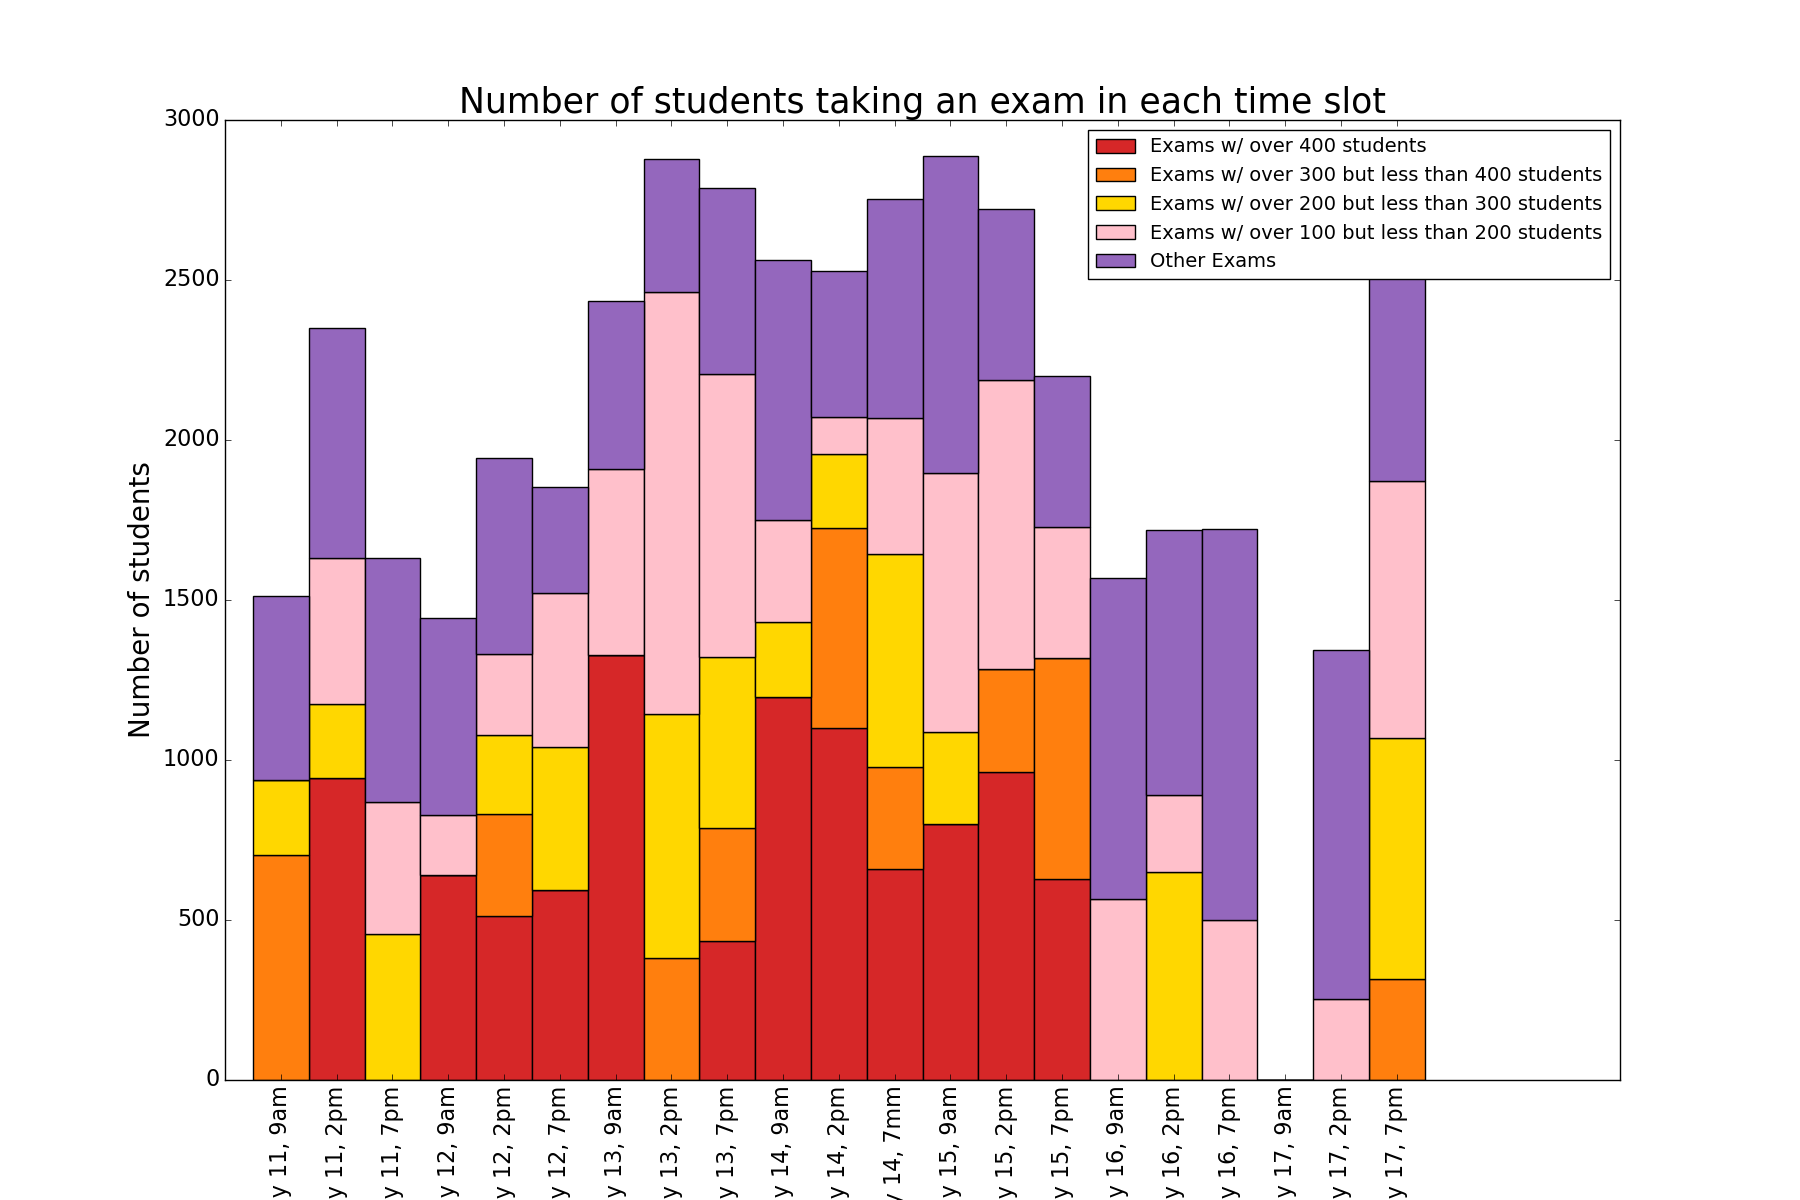 Number of students taking an exam in each time slot
Exams w/ over 400 students
Exams w/ over 300 but less than 400 students
Exams w/ over 200 but less than 300 students
Exams w/ over 100 but less than 200 students
Other Exams
Number of students
3000
2500
2000
1500
1000
500
0
y 11, 9am
y 11, 2pm
y 11, 7pm
y 12, 9am
y 12, 2pm
y 12, 7pm
y 13, 9am
y 13, 2pm
y 13, 7pm
y 14, 9am
y 14, 2pm
y 14, 7mm
y 15, 9am
y 15, 2pm
y 15, 7pm
y 16, 9am
y 16, 2pm
y 16, 7pm
y 17, 9am
y 17, 2pm
y 17, 7pm